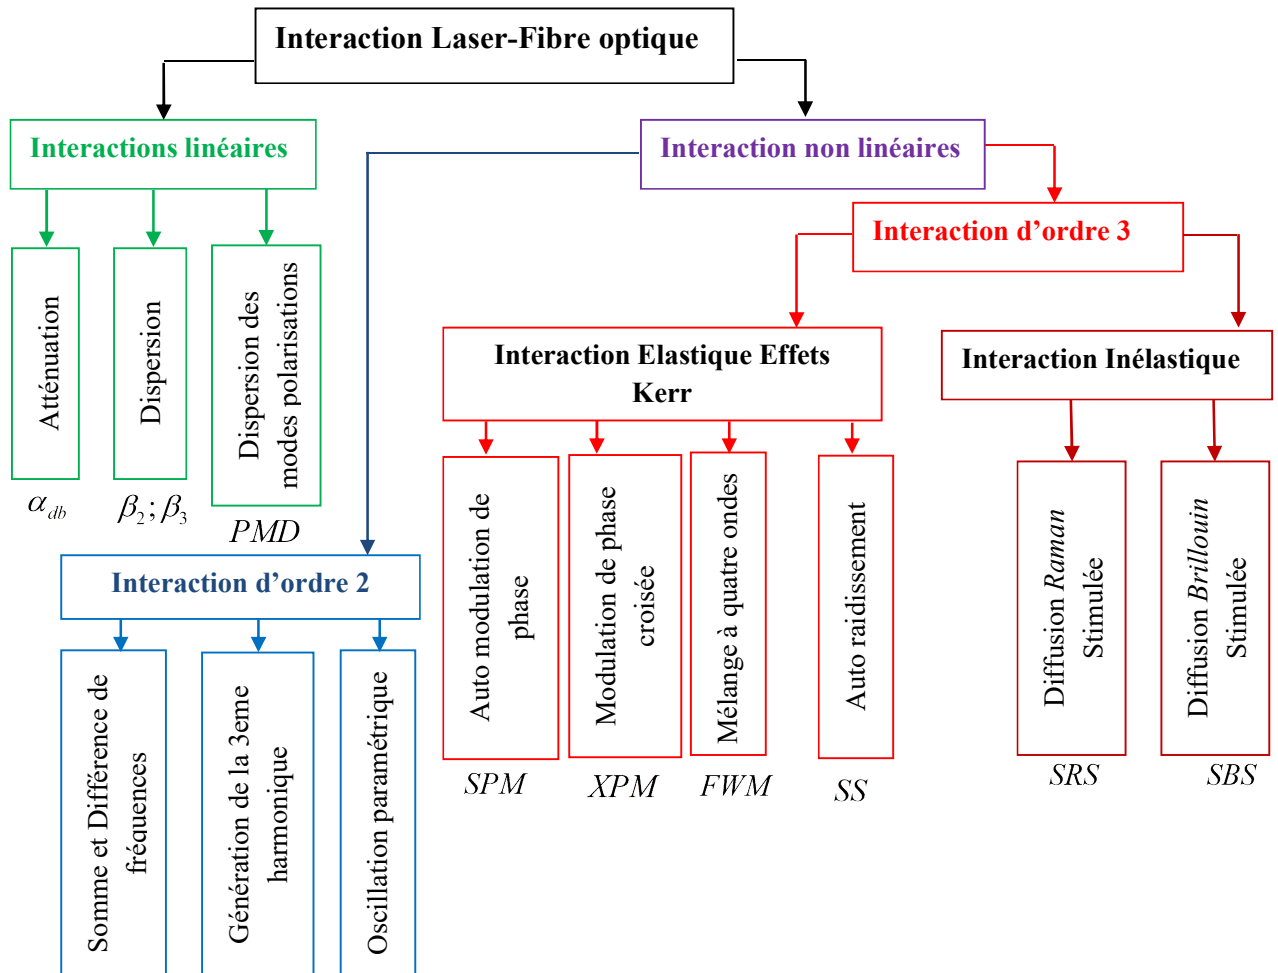 Interaction Laser-Fibre optique
Interactions linéaires
Interaction non linéaires
Interaction d'ordre 3
Atténuation
Dispersion
Dispersion des
modes polarisations
α_db
β₂; β₃
PMD
Interaction Elastique Effets
Kerr
Interaction Inélastique
Auto modulation de
phase
Modulation de phase
croisée
Mélange à quatre ondes
Auto raidissement
Diffusion Raman
Stimulée
Diffusion Brillouin
Stimulée
SPM
XPM
FWM
SS
SRS
SBS
Interaction d'ordre 2
Somme et Différence de
fréquences
Génération de la 3eme
harmonique
Oscillation paramétrique